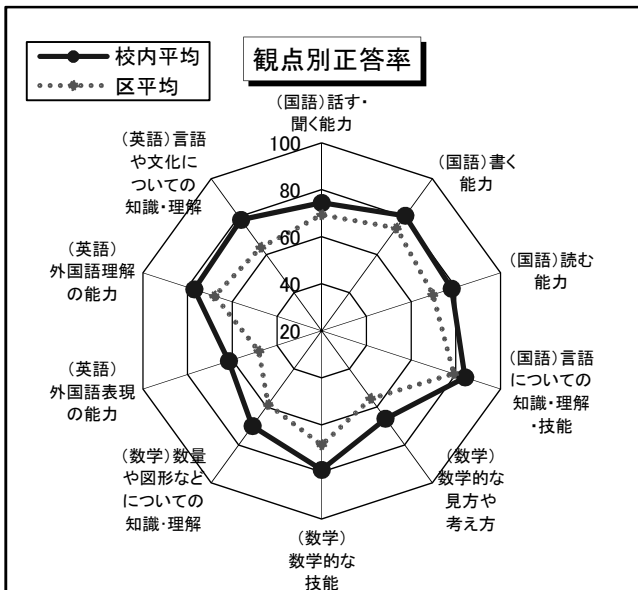 観点別正答率
校内平均
区平均
(国語)話す・
聞く能力
(国語)書く
能力
(国語)読む
能力
(国語)言語
についての
知識・理解
・技能
(数学)
数学的な
見方や
考え方
(数学)
数学的な
技能
(数学)数量
や図形などに
についての
知識・理解
(英語)
外国語表現
の能力
(英語)
外国語理解
の能力
(英語)言語
や文化に
ついての
知識・理解
100
80
60
40
20